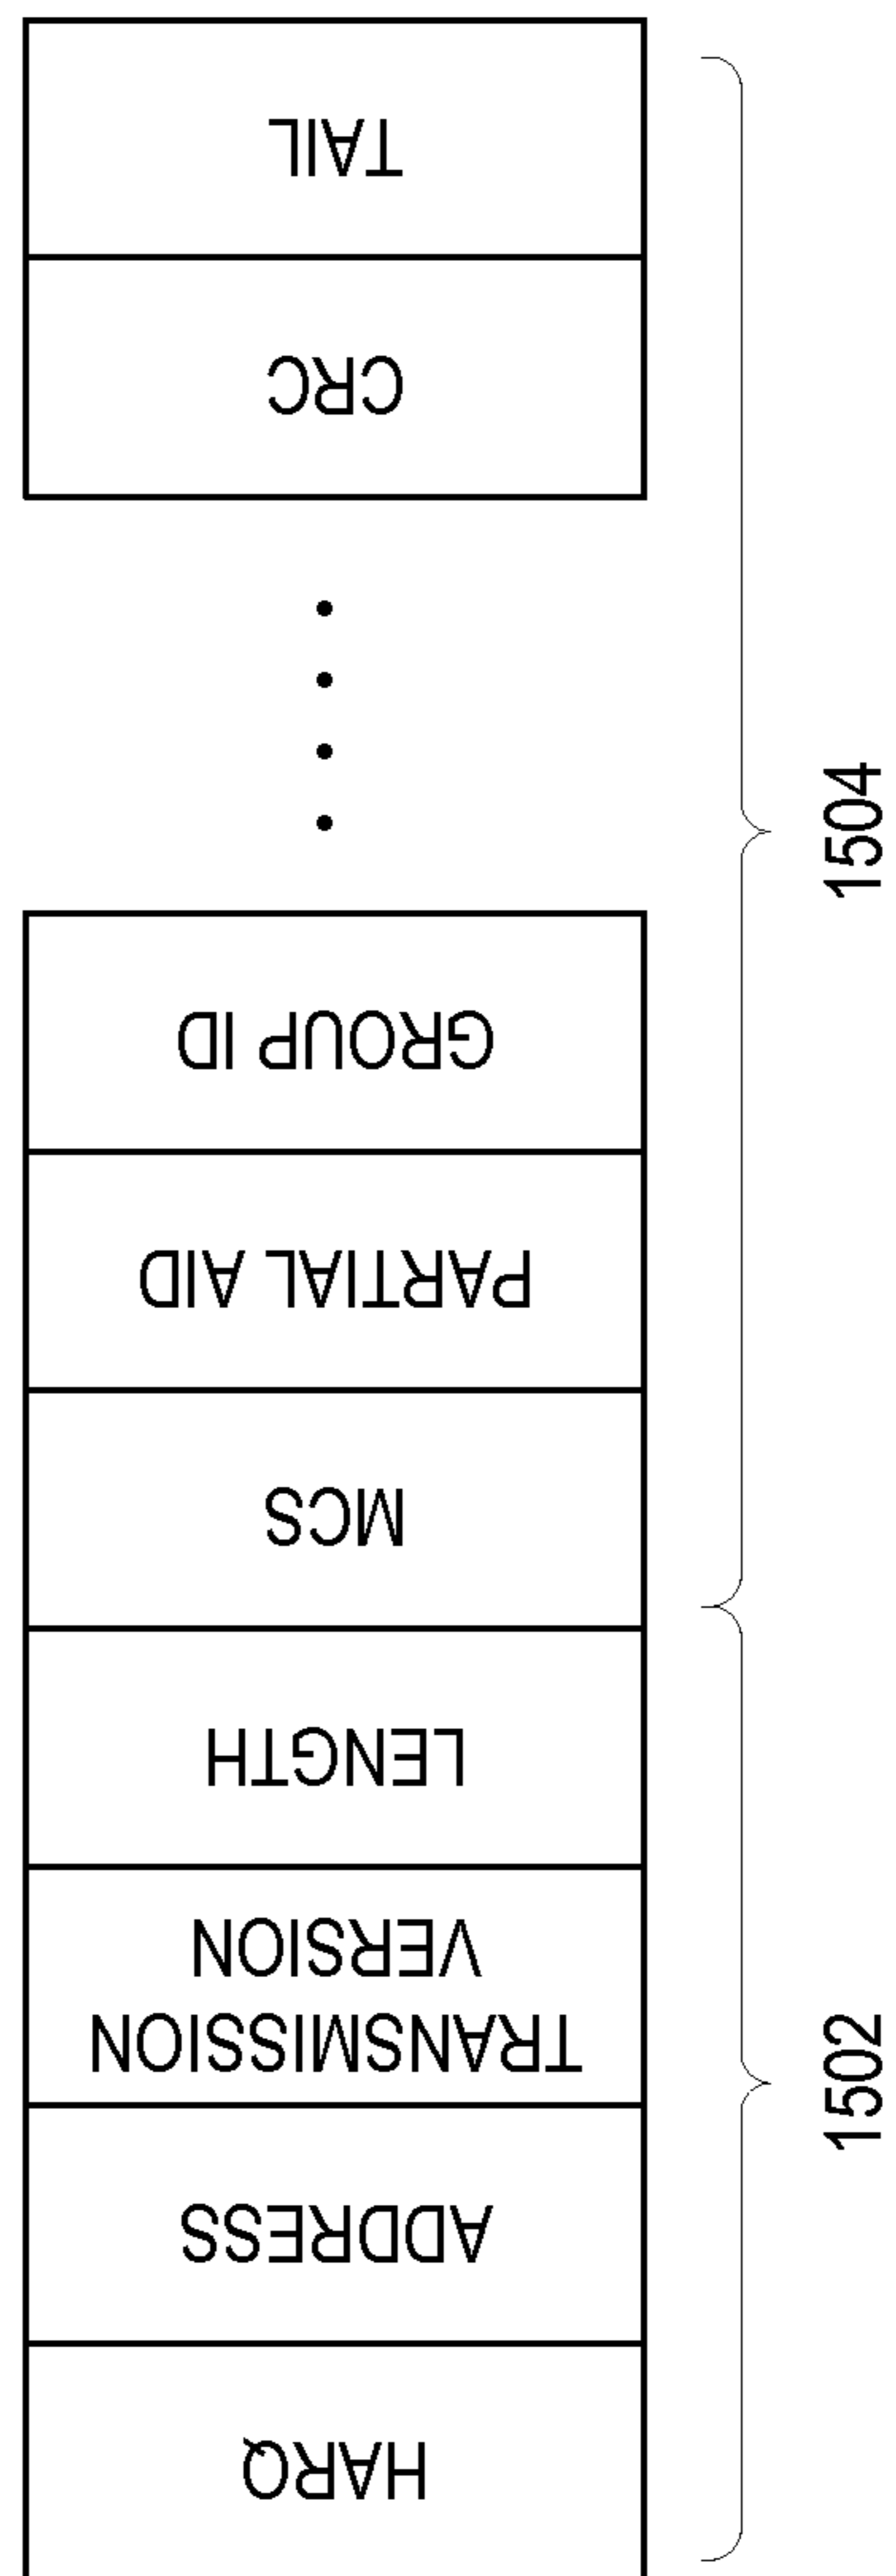 HARQ
ADDRESS
TRANSMISSION
VERSION
LENGTH
MCS
PARTIAL AID
GROUP ID
CRC
TAIL
1502
1504